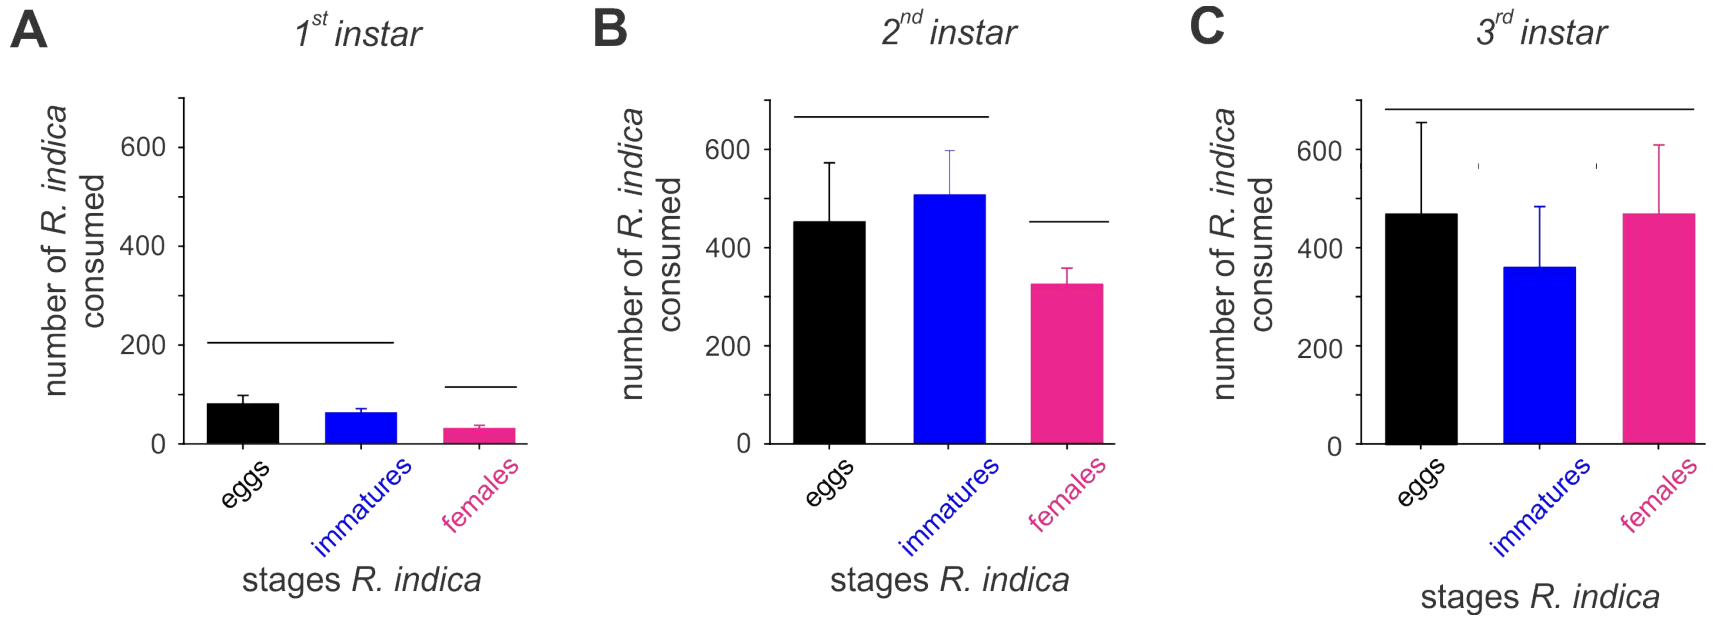 A
1st instar
number of R. indica
consumed
600
400
200
0
eggs
immatures
females
stages R. indica
B
2nd instar
number of R. indica
consumed
600
400
200
0
eggs
immatures
females
stages R. indica
C
3rd instar
number of R. indica
consumed
600
400
200
0
eggs
immatures
females
stages R. indica